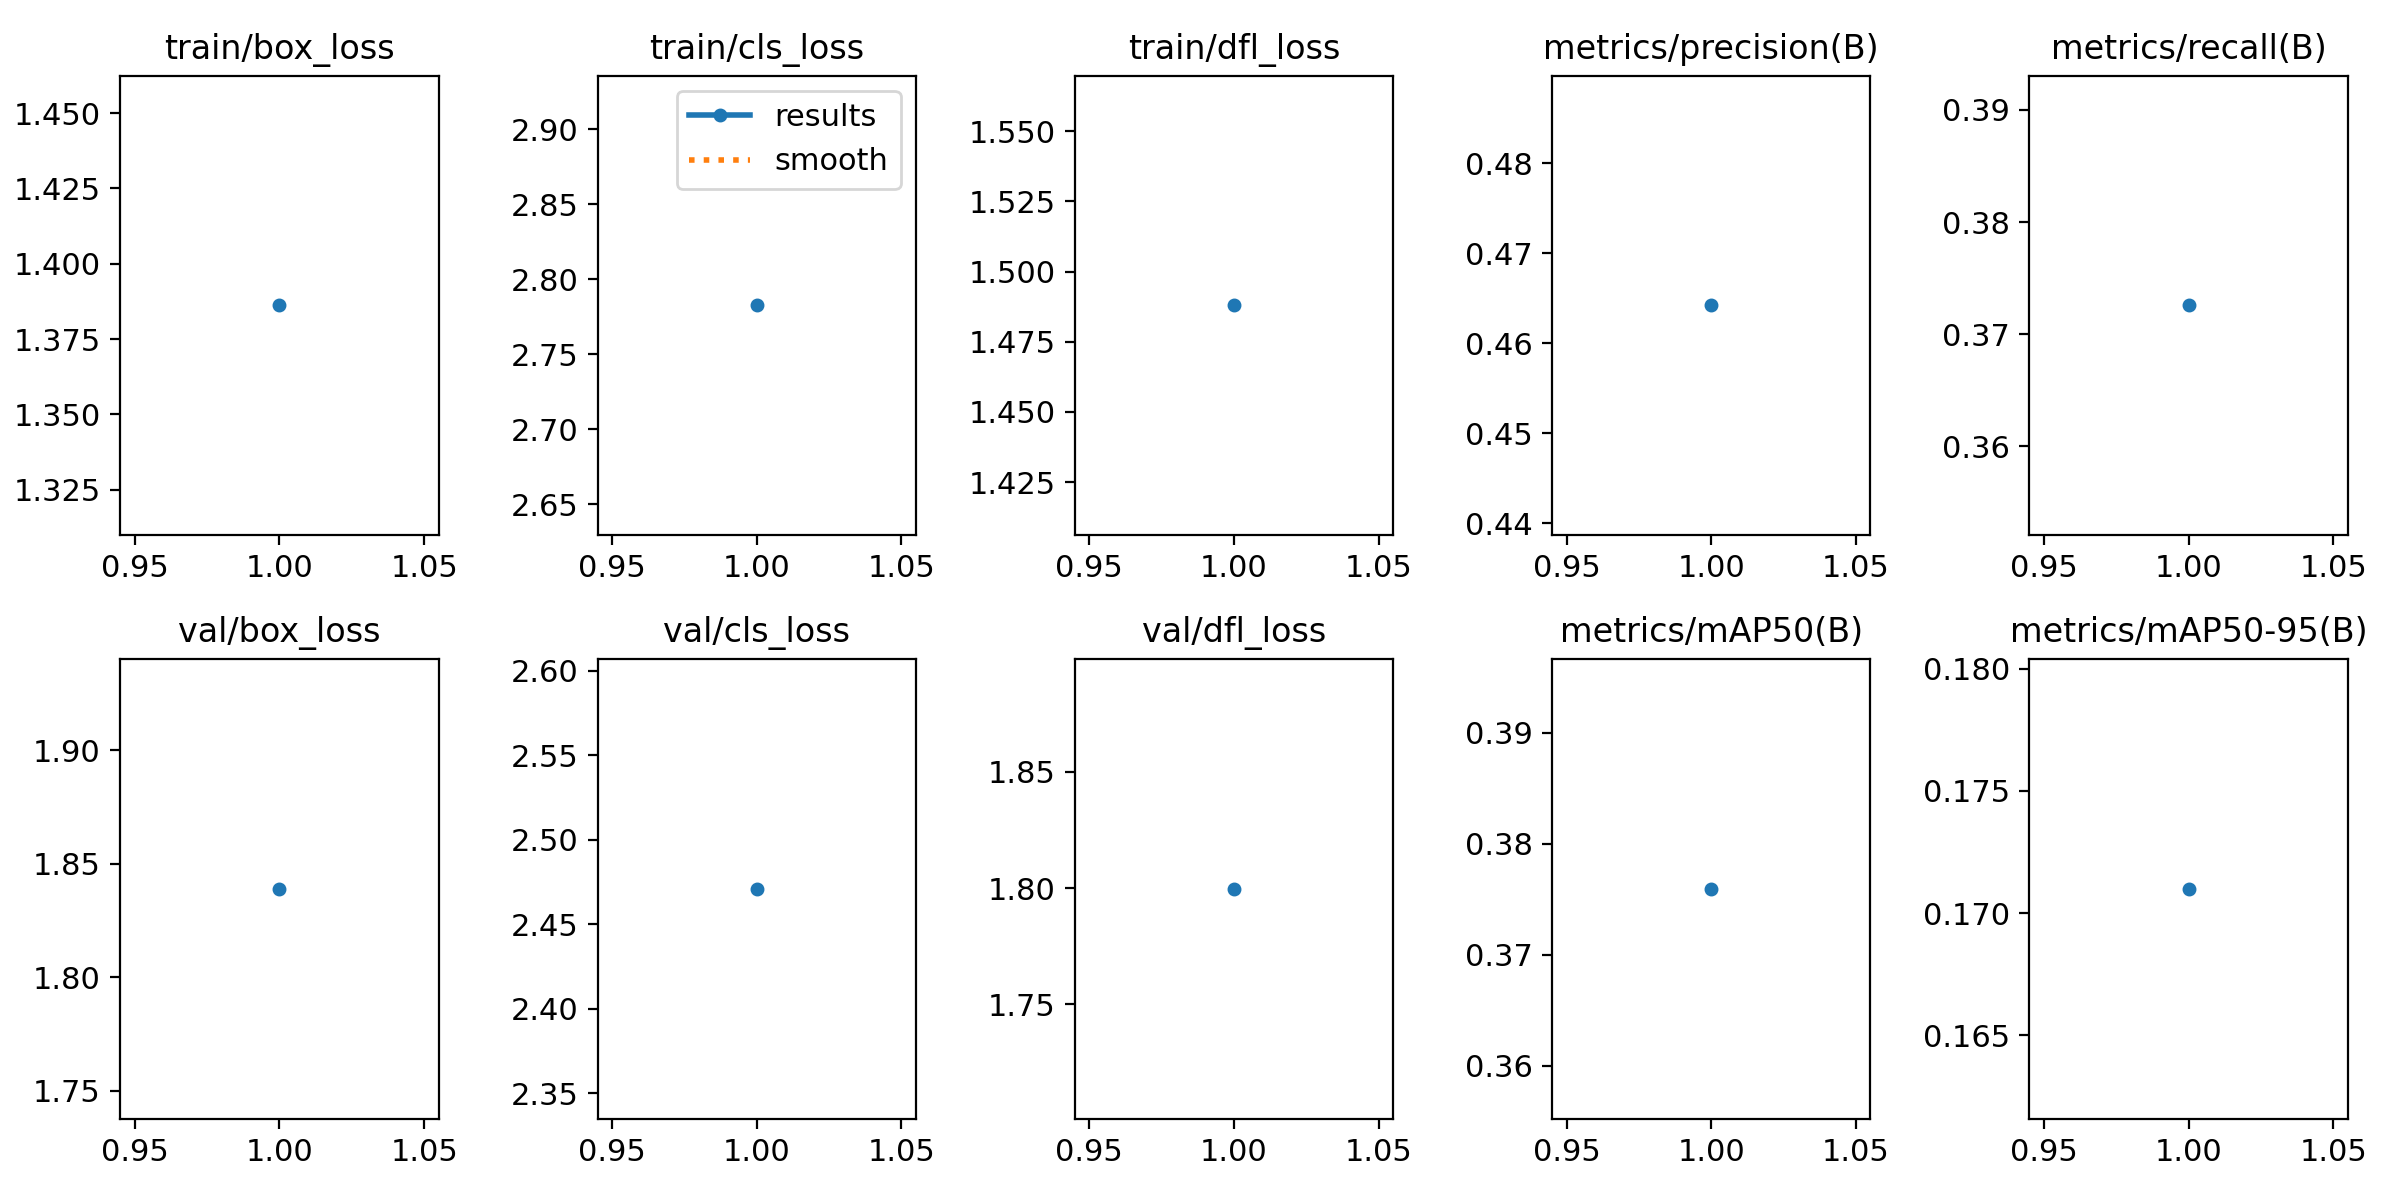 train/box_loss
1.450
1.425
1.400
1.375
1.350
1.325
0.95 1.00 1.05
train/cls_loss
results
smooth
2.90
2.85
2.80
2.75
2.70
2.65
0.95 1.00 1.05
train/dfl_loss
1.550
1.525
1.500
1.475
1.450
1.425
0.95 1.00 1.05
metrics/precision(B)
0.48
0.47
0.46
0.45
0.44
0.95 1.00 1.05
metrics/recall(B)
0.39
0.38
0.37
0.36
0.95 1.00 1.05
val/box_loss
1.90
1.85
1.80
1.75
0.95 1.00 1.05
val/cls_loss
2.60
2.55
2.50
2.45
2.40
2.35
0.95 1.00 1.05
val/dfl_loss
1.85
1.80
1.75
0.95 1.00 1.05
metrics/mAP50(B)
0.39
0.38
0.37
0.36
0.95 1.00 1.05
metrics/mAP50-95(B)
0.180
0.175
0.170
0.165
0.95 1.00 1.05